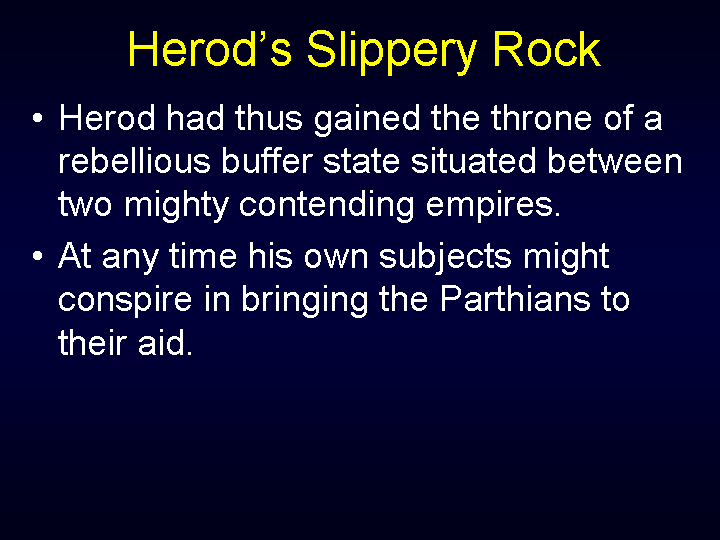 Herod’s Slippery Rock
• Herod had thus gained the throne of a
rebellious buffer state situated between
two mighty contending empires.
• At any time his own subjects might
conspire in bringing the Parthians to
their aid.